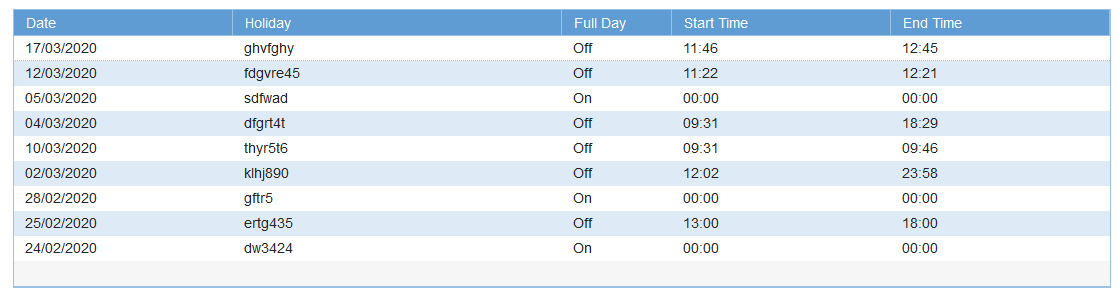 Date Holiday Full Day Start Time End Time
17/03/2020 ghvfghy Off 11:46 12:45
12/03/2020 fdgvre45 Off 11:22 12:21
05/03/2020 sdfwad On 00:00 00:00
04/03/2020 dfgrt4t Off 09:31 18:29
10/03/2020 thyr5t6 Off 09:31 09:46
02/03/2020 klhj890 Off 12:02 23:58
28/02/2020 gftr5 On 00:00 00:00
25/02/2020 ertg435 Off 13:00 18:00
24/02/2020 dw3424 On 00:00 00:00